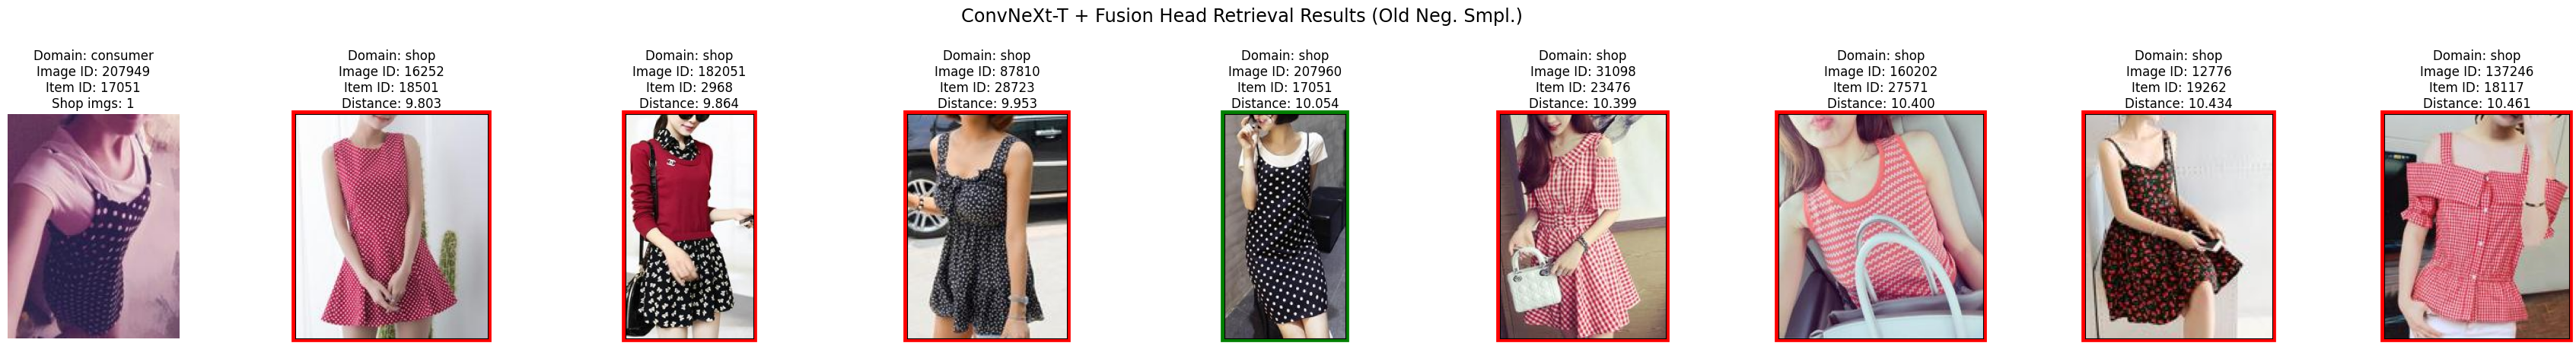 ConvNeXt-T + Fusion Head Retrieval Results (Old Neg. Smpl.)
Domain: consumer
Image ID: 207949
Item ID: 17051
Shop imgs: 1
Domain: shop
Image ID: 16252
Item ID: 18501
Distance: 9.803
Domain: shop
Image ID: 182051
Item ID: 2968
Distance: 9.864
Domain: shop
Image ID: 87810
Item ID: 28723
Distance: 9.953
Domain: shop
Image ID: 207960
Item ID: 17051
Distance: 10.054
Domain: shop
Image ID: 31098
Item ID: 23476
Distance: 10.399
Domain: shop
Image ID: 160202
Item ID: 27571
Distance: 10.400
Domain: shop
Image ID: 12776
Item ID: 19262
Distance: 10.434
Domain: shop
Image ID: 137246
Item ID: 18117
Distance: 10.461